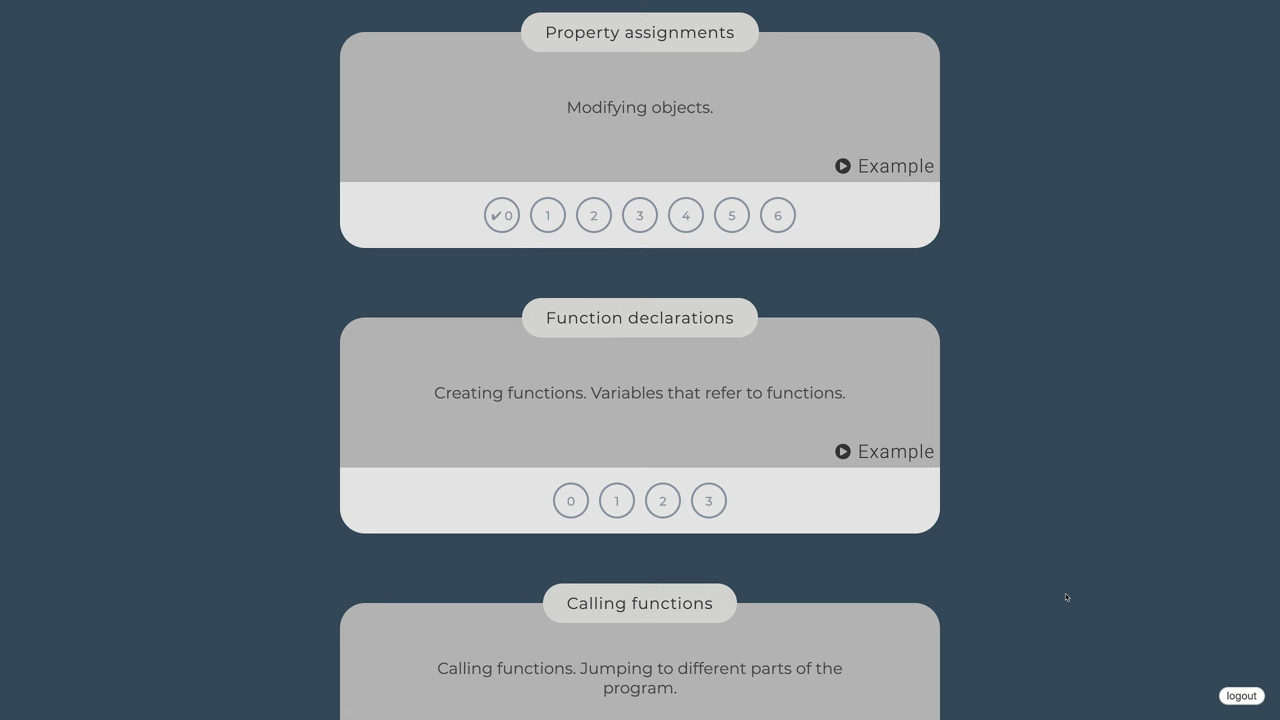 Property assignments
Modifying objects.
Example
✔ 0 1 2 3 4 5 6
Function declarations
Creating functions. Variables that refer to functions.
Example
0 1 2 3
Calling functions
Calling functions. Jumping to different parts of the
program.
logout